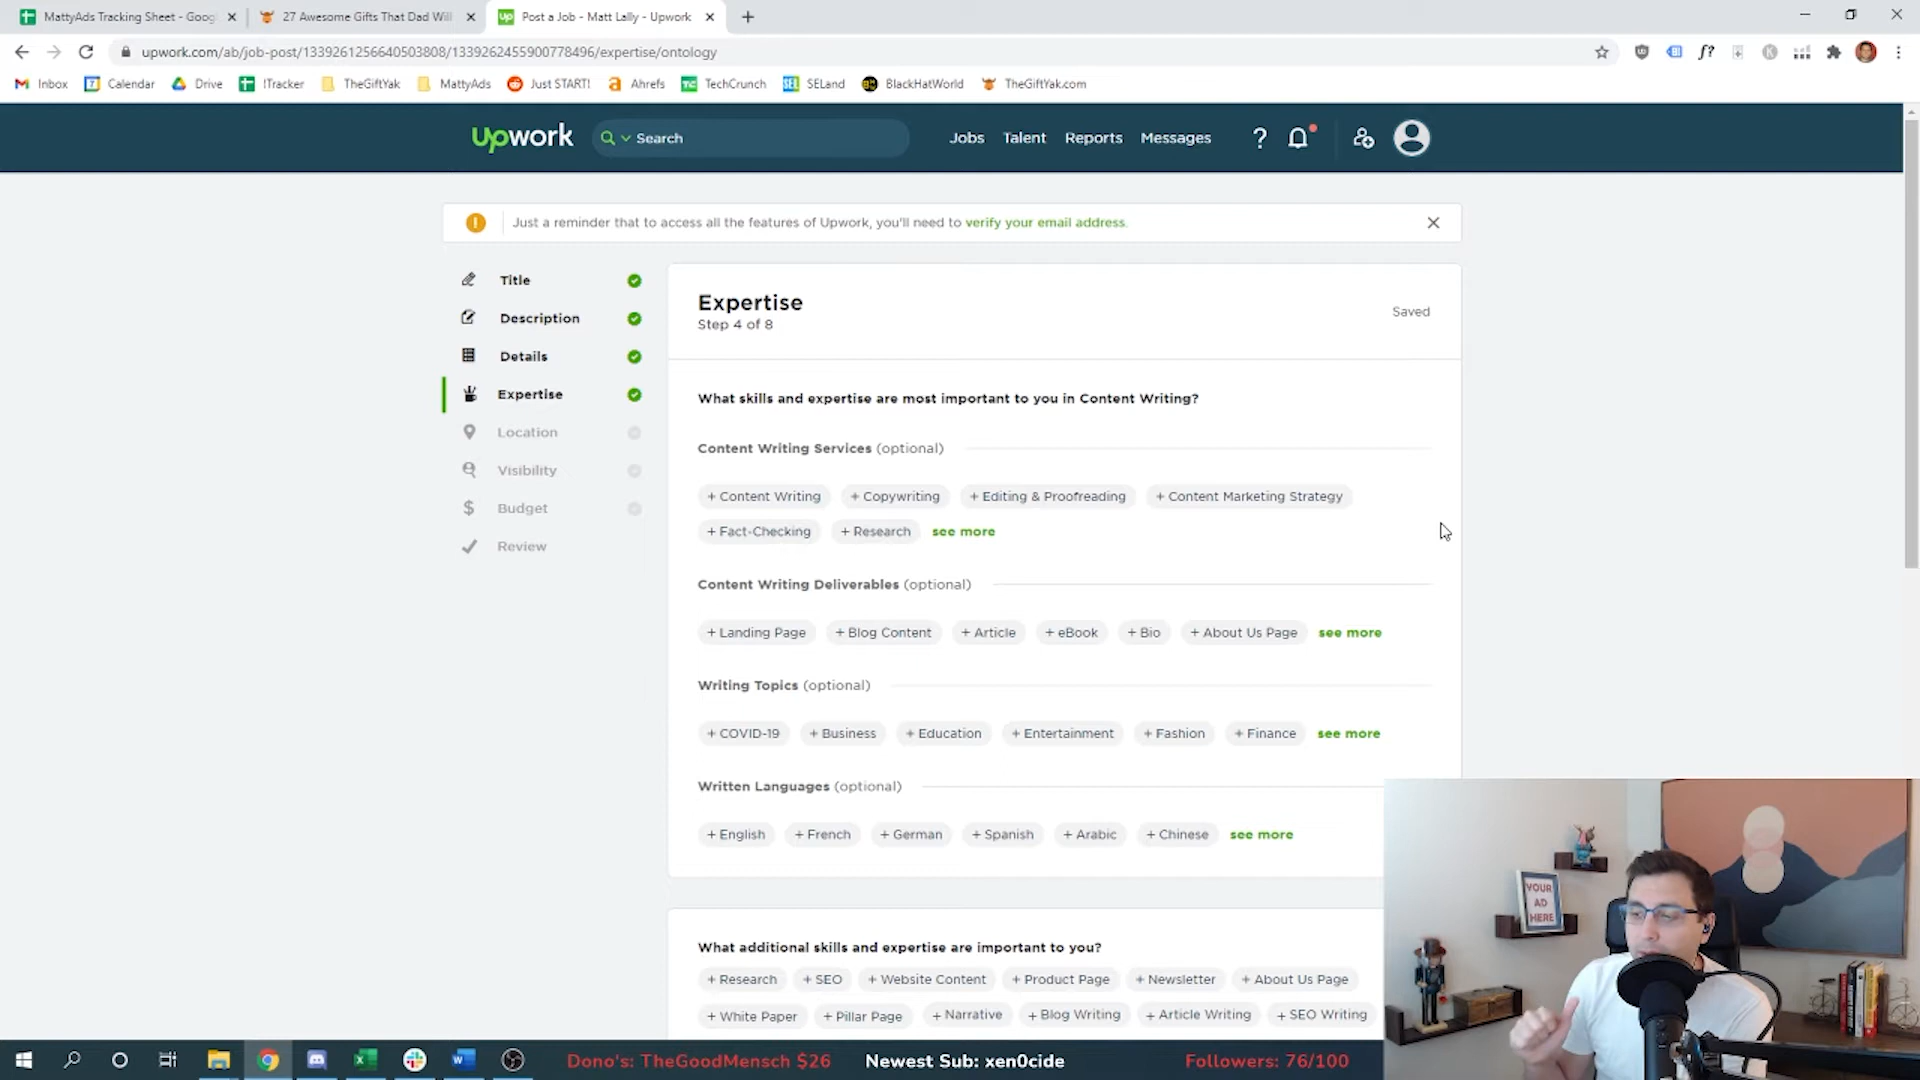 MattyAds Tracking Sheet - Goog
27 Awesome Gifts That Dad Will
Post a Job - Matt Lally - Upwork
upwork.com/ab/job-post/1339261256640503808/1339262455900778496/expertise/ontology
Inbox Calendar Drive !Tracker TheGiftYak MattyAds Just START! Ahrefs TechCrunch SELand BlackHatWorld TheGiftYak.com
Upwork Search Jobs Talent Reports Messages ?
Just a reminder that to access all the features of Upwork, you'll need to verify your email address.
Title
Description
Details
Expertise
Location
Visibility
Budget
Review
Expertise
Step 4 of 8
Saved
What skills and expertise are most important to you in Content Writing?
Content Writing Services (optional)
+ Content Writing + Copywriting + Editing & Proofreading + Content Marketing Strategy
+ Fact-Checking + Research see more
Content Writing Deliverables (optional)
+ Landing Page + Blog Content + Article + eBook + Bio + About Us Page see more
Writing Topics (optional)
+ COVID-19 + Business + Education + Entertainment + Fashion + Finance see more
Written Languages (optional)
+ English + French + German + Spanish + Arabic + Chinese see more
What additional skills and expertise are important to you?
+ Research + SEO + Website Content + Product Page + Newsletter + About Us Page
+ White Paper + Pillar Page + Narrative + Blog Writing + Article Writing + SEO Writing
YOUR
AD
HERE
Dono's: TheGoodMensch $26 Newest Sub: xen0cide Followers: 76/100